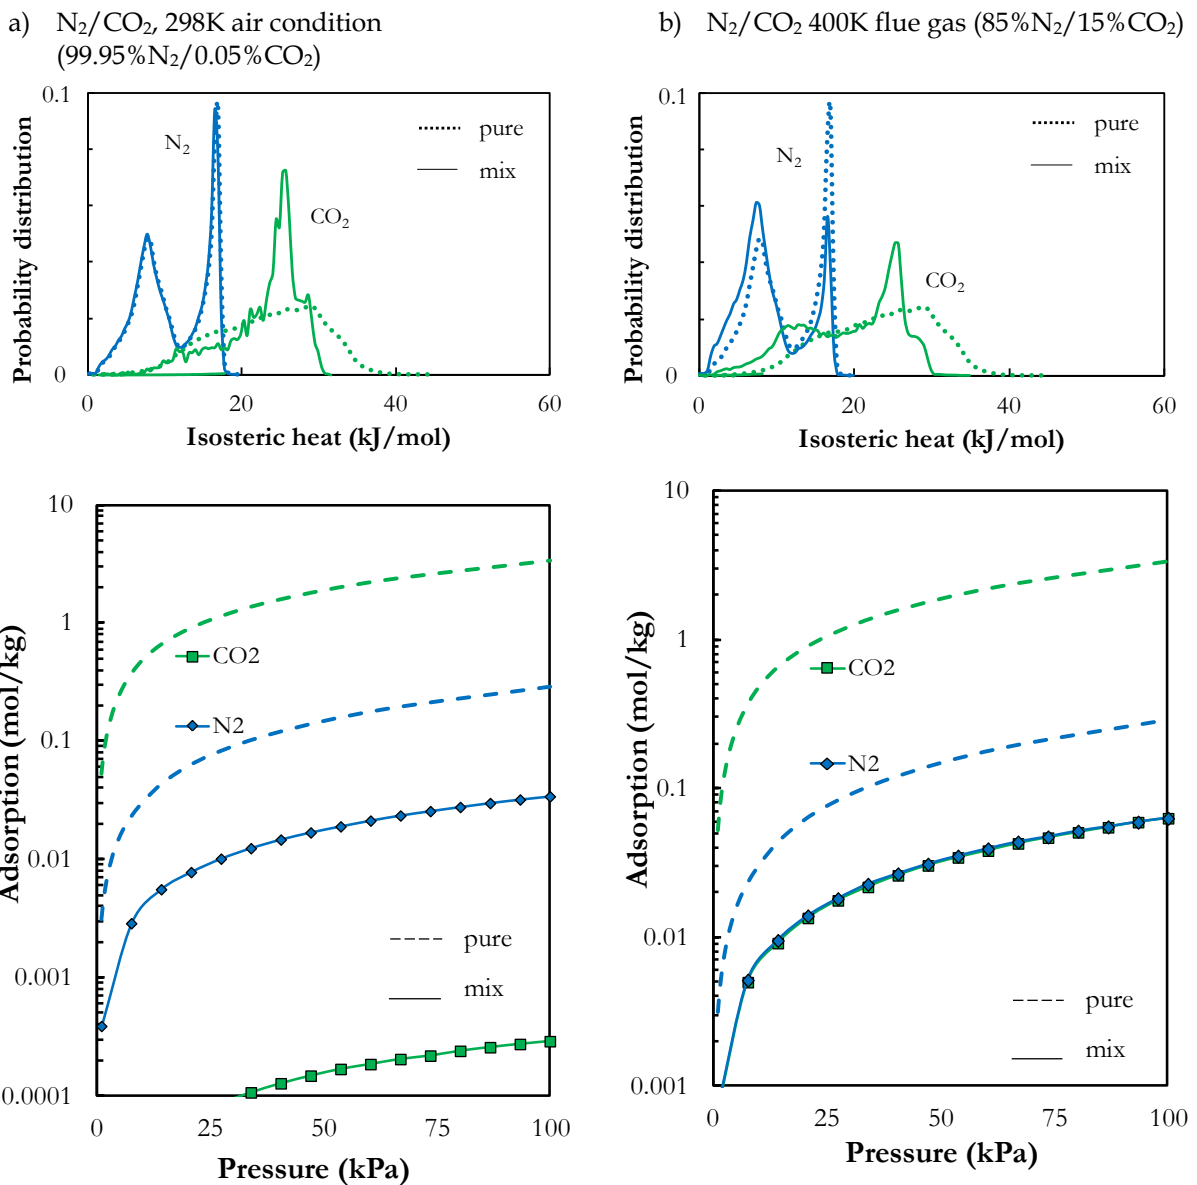 a) N₂/CO₂, 298K air condition
(99.95%N₂/0.05%CO₂)
0.1
N₂
pure
mix
CO₂
Probability distribution
0
0
20
40
60
Isosteric heat (kJ/mol)
b) N₂/CO₂ 400K flue gas (85%N₂/15%CO₂)
0.1
N₂
pure
mix
CO₂
Probability distribution
0
0
20
40
60
Isosteric heat (kJ/mol)
10
1
0.1
0.01
0.001
0.0001
Adsorption (mol/kg)
CO2
N2
pure
mix
0
25
50
75
100
Pressure (kPa)
10
1
0.1
0.01
0.001
Adsorption (mol/kg)
CO2
N2
pure
mix
0
25
50
75
100
Pressure (kPa)